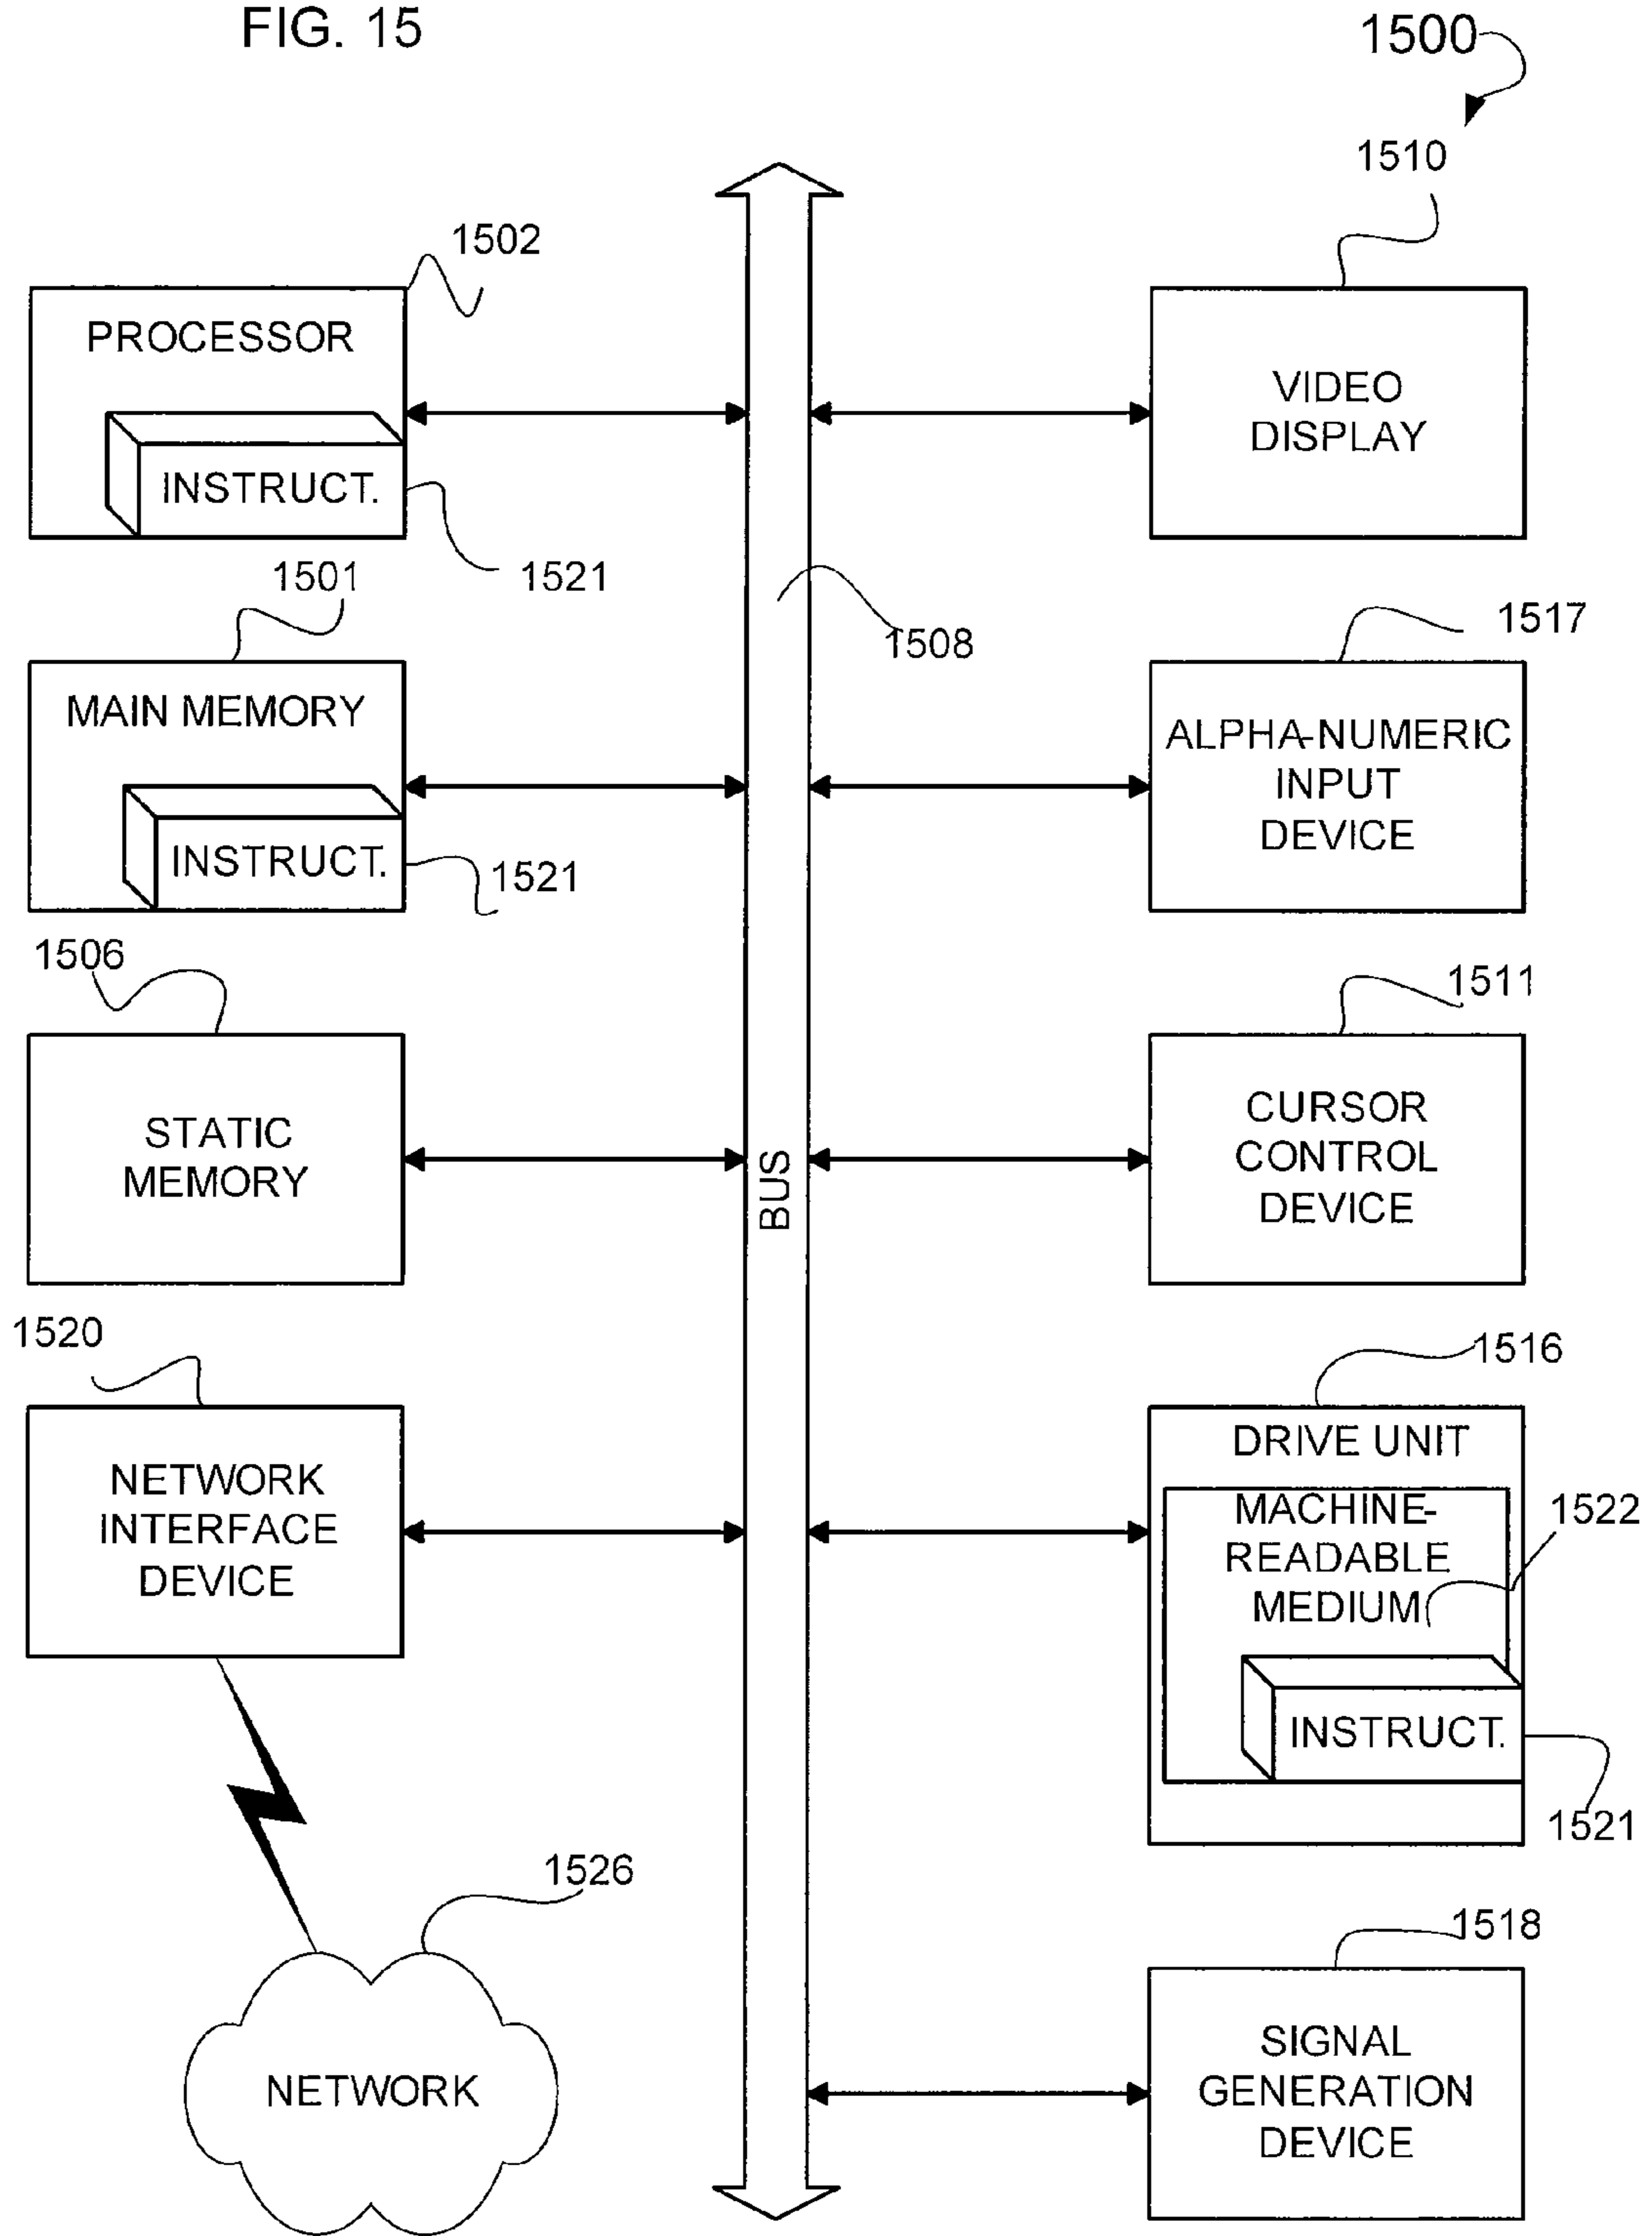 FIG. 15
1500
1510
1502
PROCESSOR
INSTRUCT.
1521
VIDEO
DISPLAY
1501
1508
1517
MAIN MEMORY
INSTRUCT.
1521
ALPHA-NUMERIC
INPUT
DEVICE
1506
1511
STATIC
MEMORY
BUS
CURSOR
CONTROL
DEVICE
1520
1516
NETWORK
INTERFACE
DEVICE
DRIVE UNIT
MACHINE-
READABLE
MEDIUM
1522
INSTRUCT.
1521
1526
NETWORK
1518
SIGNAL
GENERATION
DEVICE